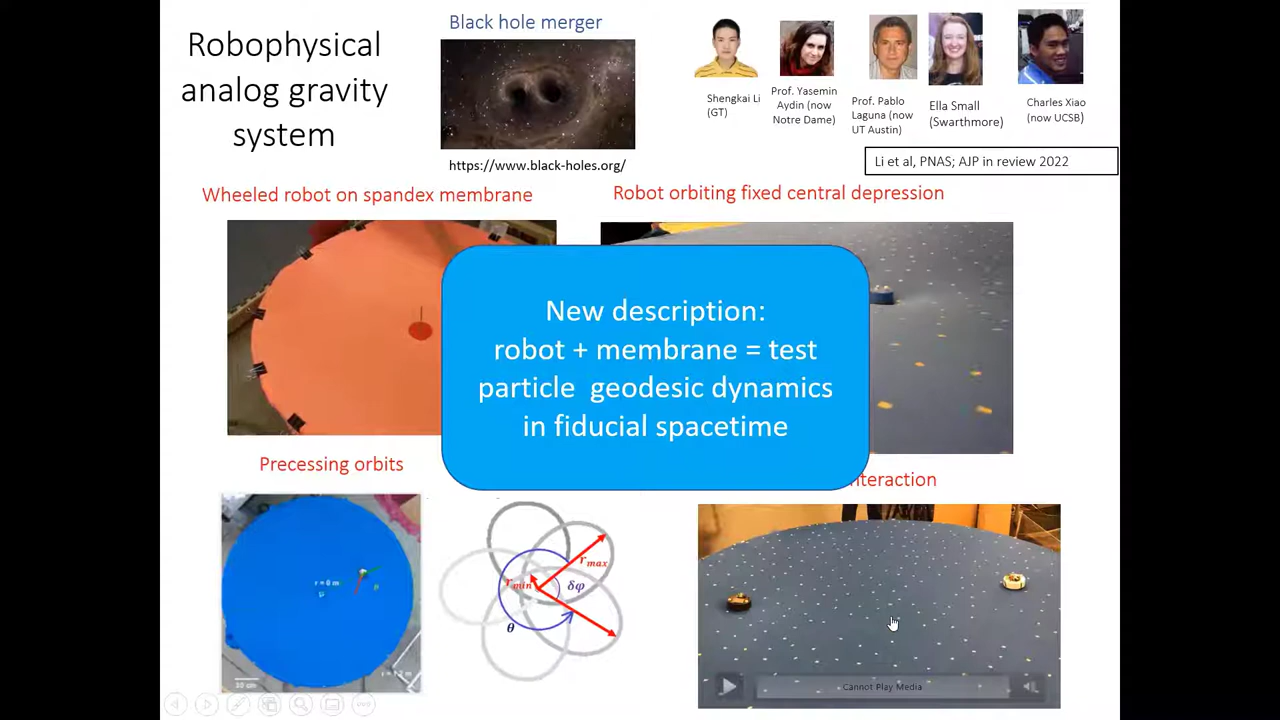 Robophysical
analog gravity
system
Black hole merger
https://www.black-holes.org/
Shengkai Li
(GT)
Prof. Yasemin
Aydin (now
Notre Dame)
Prof. Pablo
Laguna (now
UT Austin)
Ella Small
(Swarthmore)
Charles Xiao
(now UCSB)
Li et al, PNAS; AJP in review 2022
Wheeled robot on spandex membrane
Robot orbiting fixed central depression
New description:
robot + membrane = test
particle geodesic dynamics
in fiducial spacetime
Precessing orbits
r_max
r_min
δφ
θ
Cannot Play Media